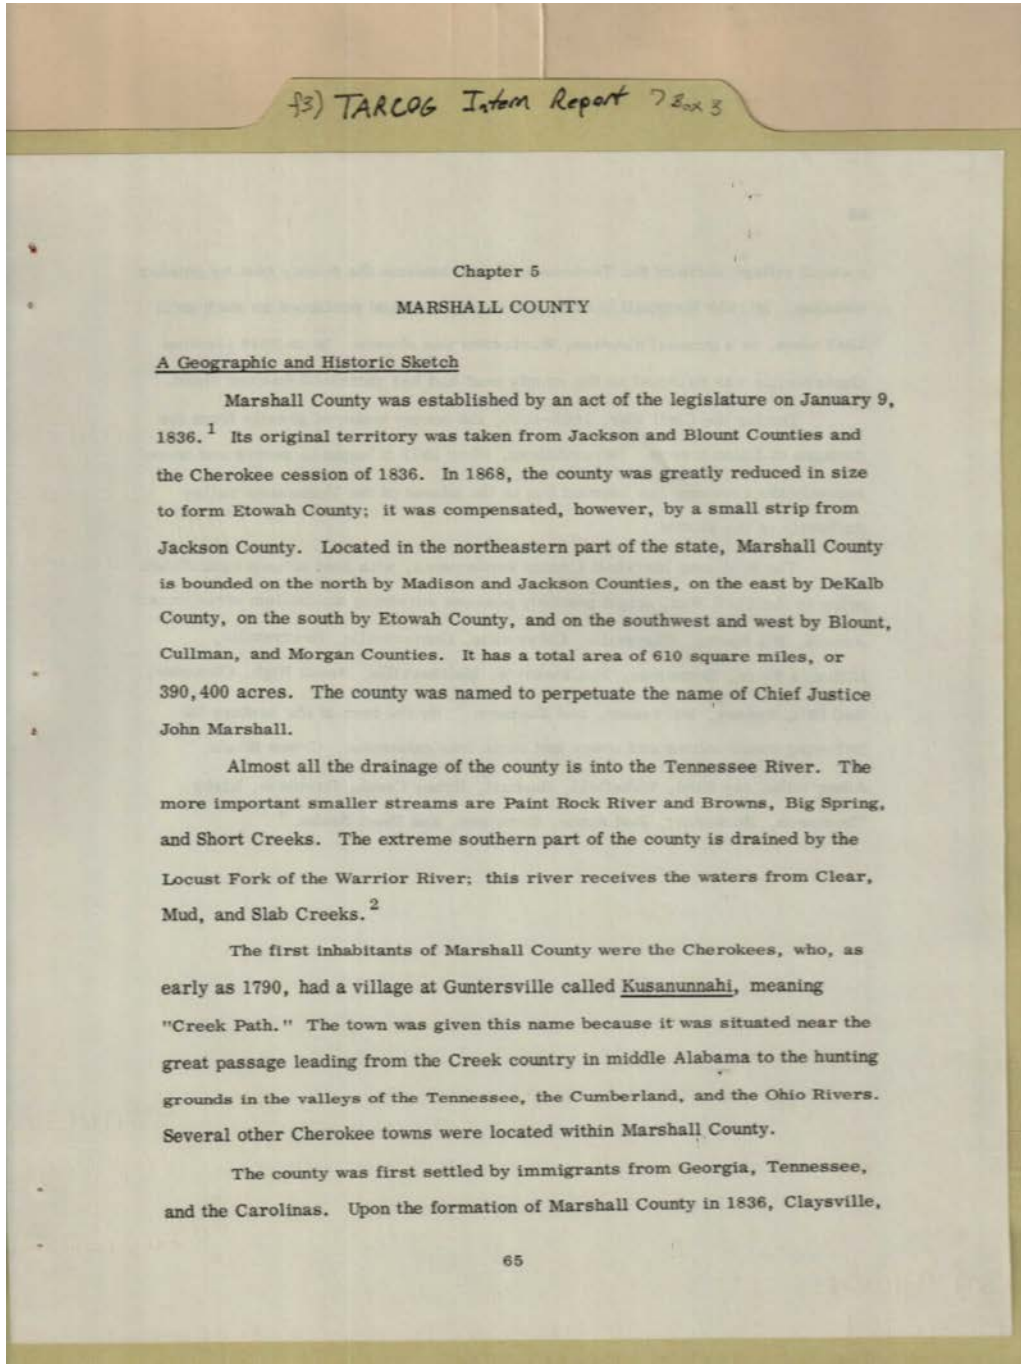 f3) TARCOG Intern Report 7 Box 3
Chapter 5
MARSHALL COUNTY
A Geographic and Historic Sketch
Marshall County was established by an act of the legislature on January 9,
1836. 1 Its original territory was taken from Jackson and Blount Counties and
the Cherokee cession of 1836. In 1868, the county was greatly reduced in size
to form Etowah County; it was compensated, however, by a small strip from
Jackson County. Located in the northeastern part of the state, Marshall County
is bounded on the north by Madison and Jackson Counties, on the east by DeKalb
County, on the south by Etowah County, and on the southwest and west by Blount,
Cullman, and Morgan Counties. It has a total area of 610 square miles, or
390,400 acres. The county was named to perpetuate the name of Chief Justice
John Marshall.
Almost all the drainage of the county is into the Tennessee River. The
more important smaller streams are Paint Rock River and Browns, Big Spring,
and Short Creeks. The extreme southern part of the county is drained by the
Locust Fork of the Warrior River; this river receives the waters from Clear,
Mud, and Slab Creeks. 2
The first inhabitants of Marshall County were the Cherokees, who, as
early as 1790, had a village at Guntersville called Kusanunnahi, meaning
"Creek Path." The town was given this name because it was situated near the
great passage leading from the Creek country in middle Alabama to the hunting
grounds in the valleys of the Tennessee, the Cumberland, and the Ohio Rivers.
Several other Cherokee towns were located within Marshall County.
The county was first settled by immigrants from Georgia, Tennessee,
and the Carolinas. Upon the formation of Marshall County in 1836, Claysville,
65